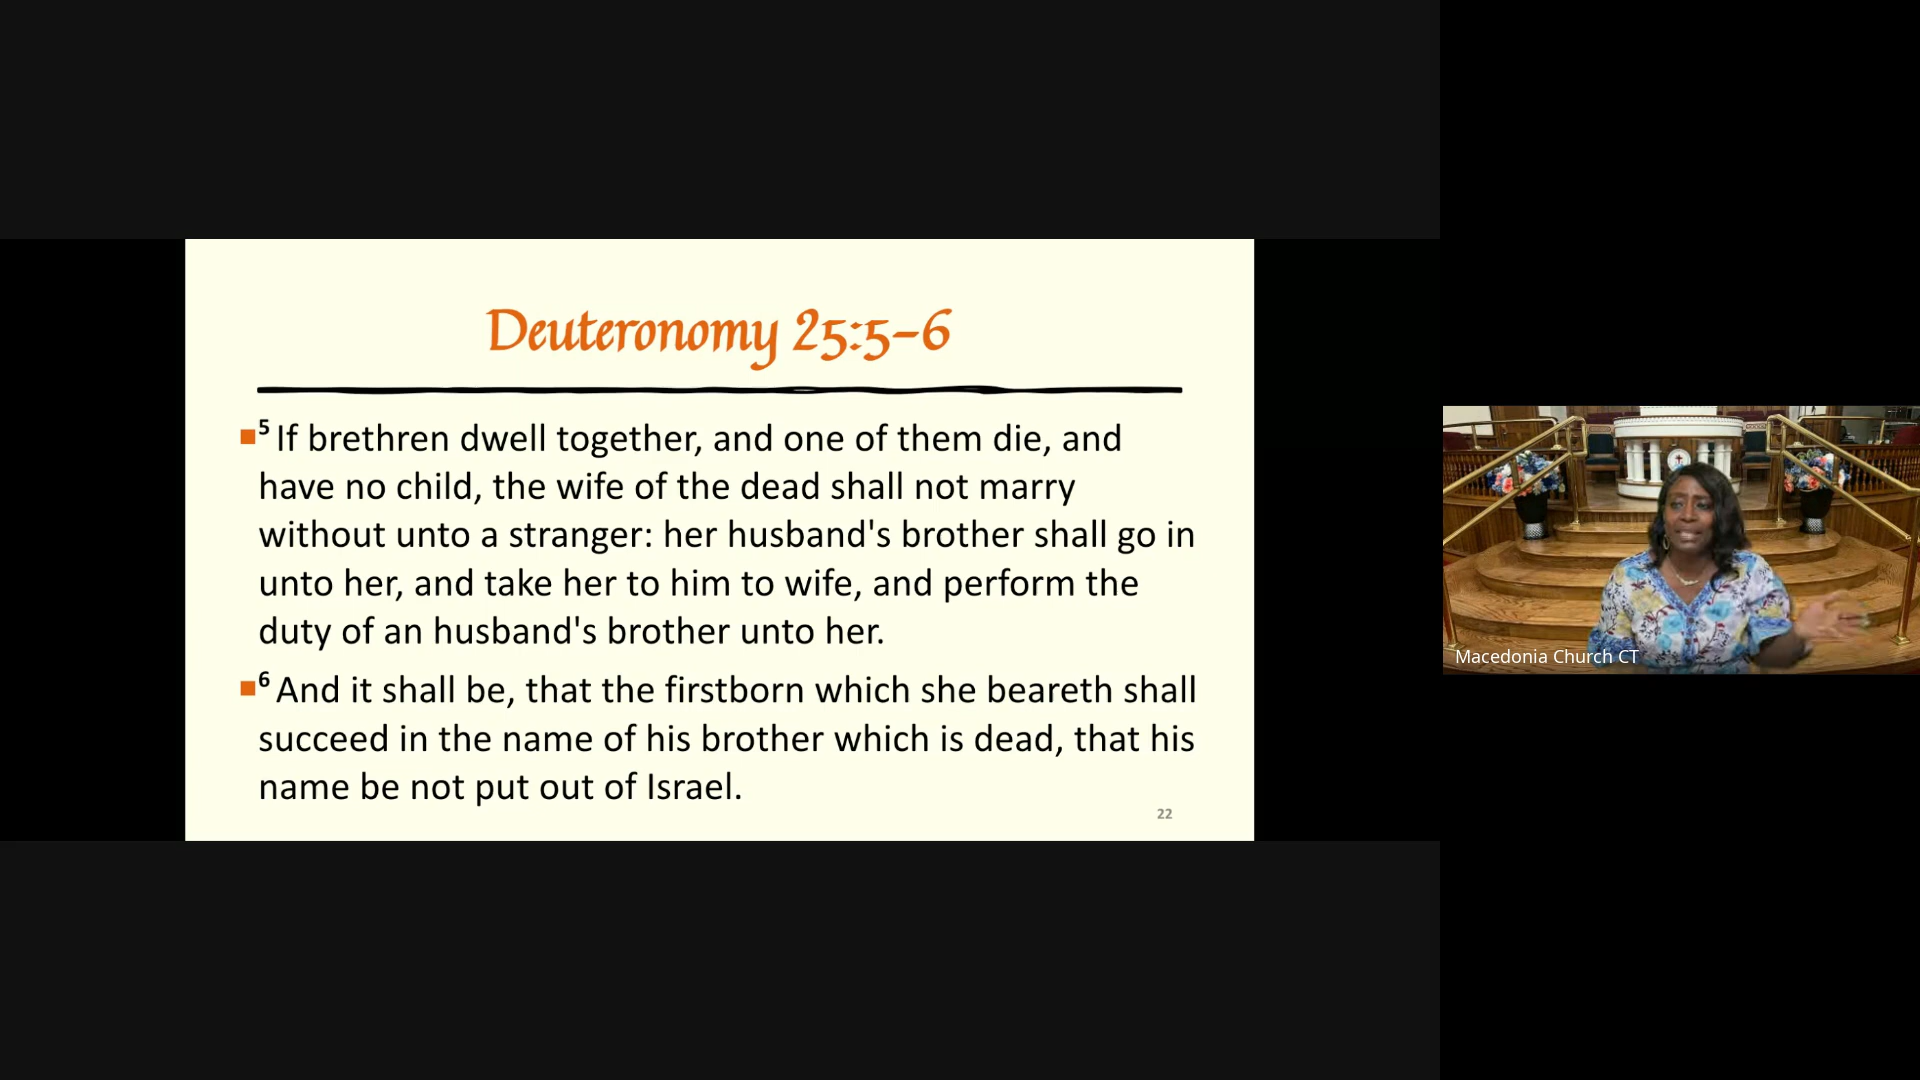 Deuteronomy 25:5–6
5 If brethren dwell together, and one of them die, and
have no child, the wife of the dead shall not marry
without unto a stranger: her husband's brother shall go in
unto her, and take her to him to wife, and perform the
duty of an husband's brother unto her.
6 And it shall be, that the firstborn which she beareth shall
succeed in the name of his brother which is dead, that his
name be not put out of Israel.
22
Macedonia Church CT